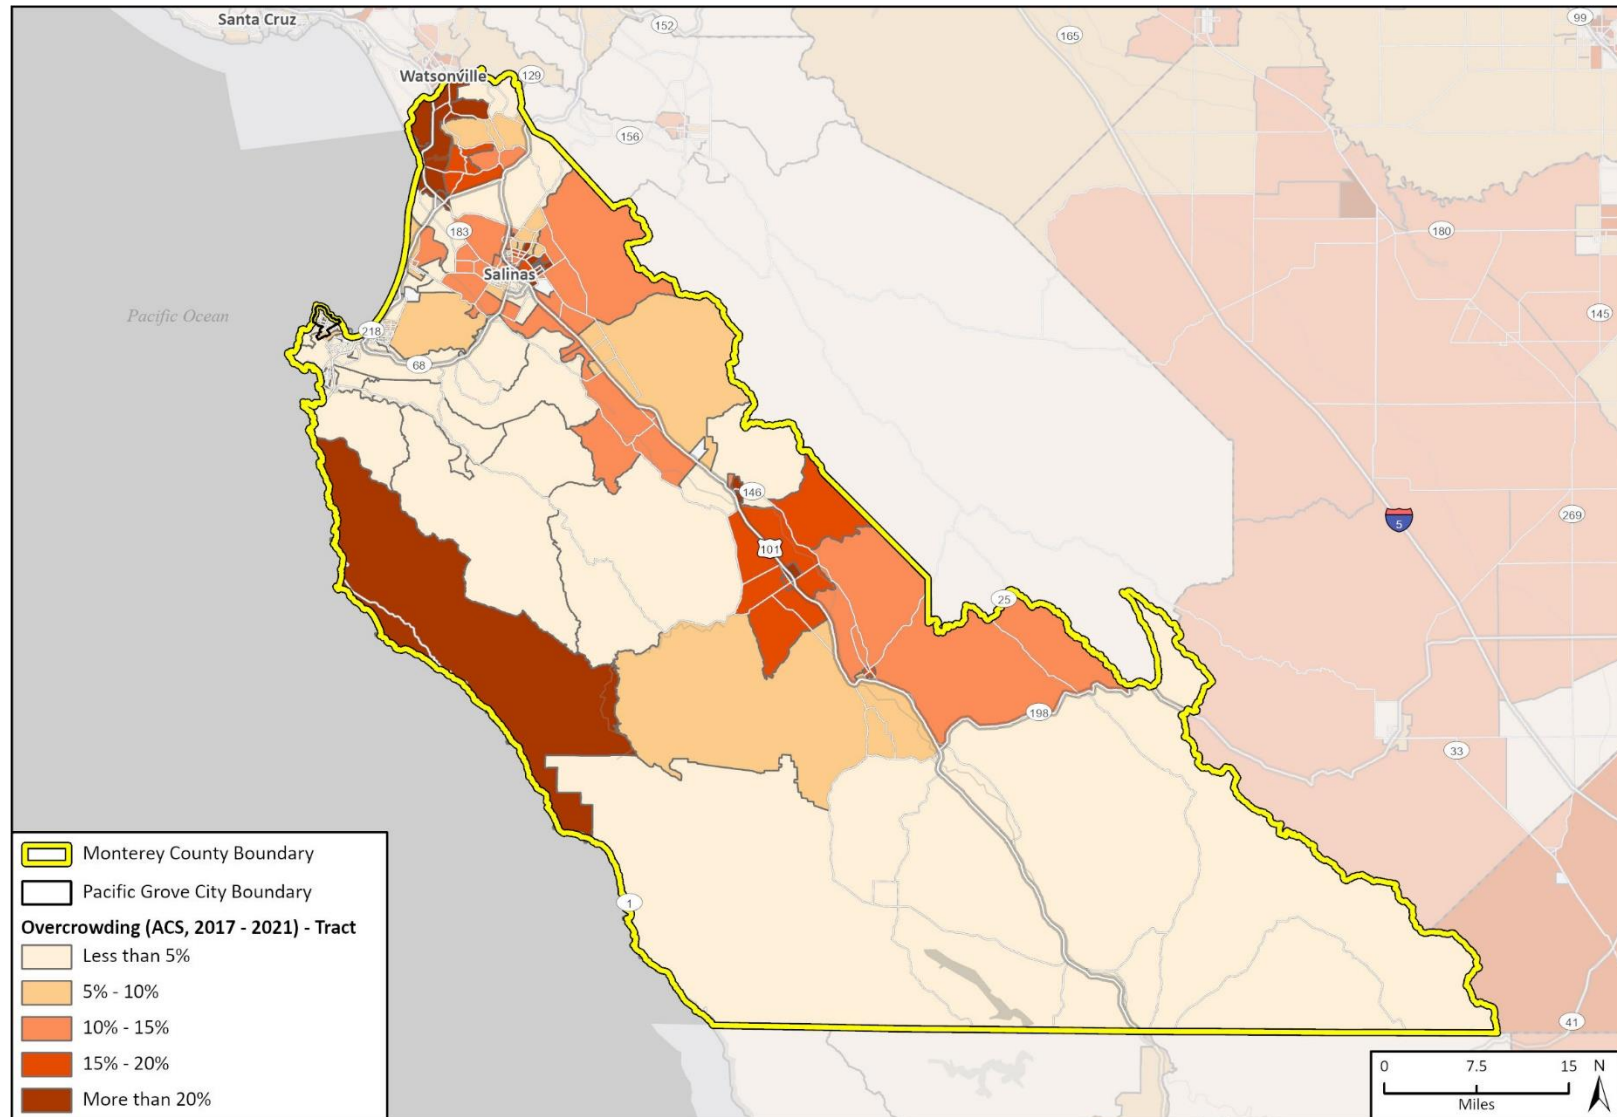 Santa Cruz
152
99
165
Watsonville
129
156
183
180
Salinas
Pacific Ocean
218
145
68
146
5
269
101
25
198
33
1
41
Monterey County Boundary
Pacific Grove City Boundary
Overcrowding (ACS, 2017 - 2021) - Tract
Less than 5%
5% - 10%
10% - 15%
15% - 20%
More than 20%
0 7.5 15 N
Miles